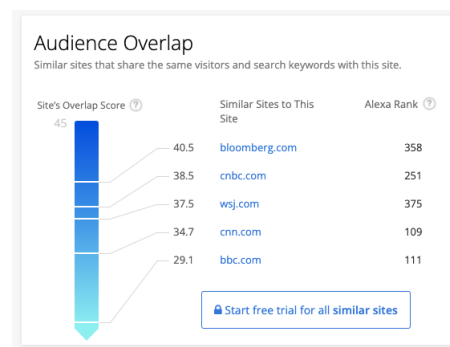 Audience Overlap
Similar sites that share the same visitors and search keywords with this site.
Site's Overlap Score ?
Similar Sites to This
Site
Alexa Rank ?
45
40.5 bloomberg.com 358
38.5 cnbc.com 251
37.5 wsj.com 375
34.7 cnn.com 109
29.1 bbc.com 111
Start free trial for all similar sites